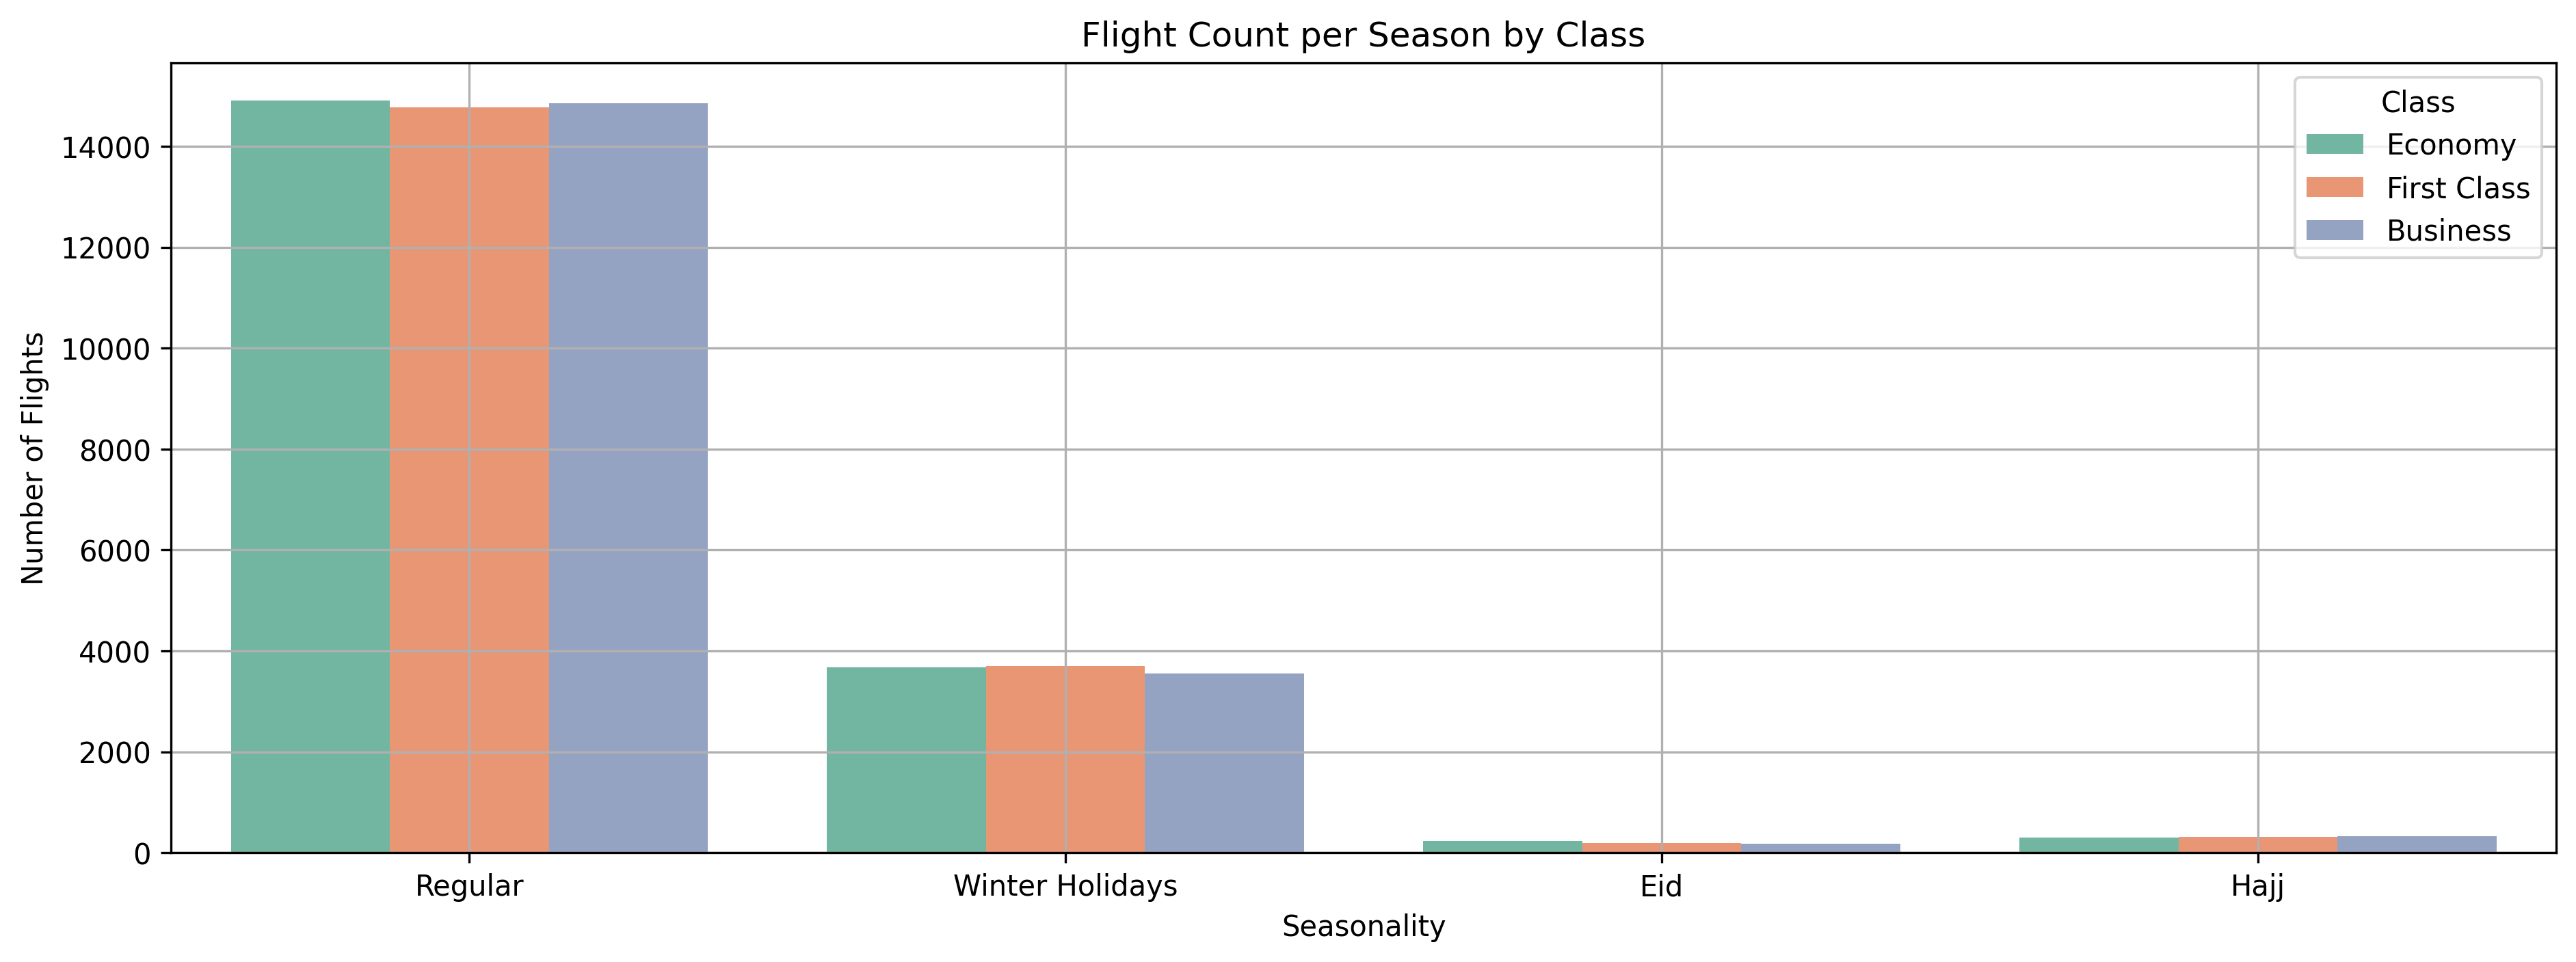 Flight Count per Season by Class
Class
Economy
First Class
Business
Number of Flights
14000
12000
10000
8000
6000
4000
2000
0
Regular
Winter Holidays
Eid
Hajj
Seasonality